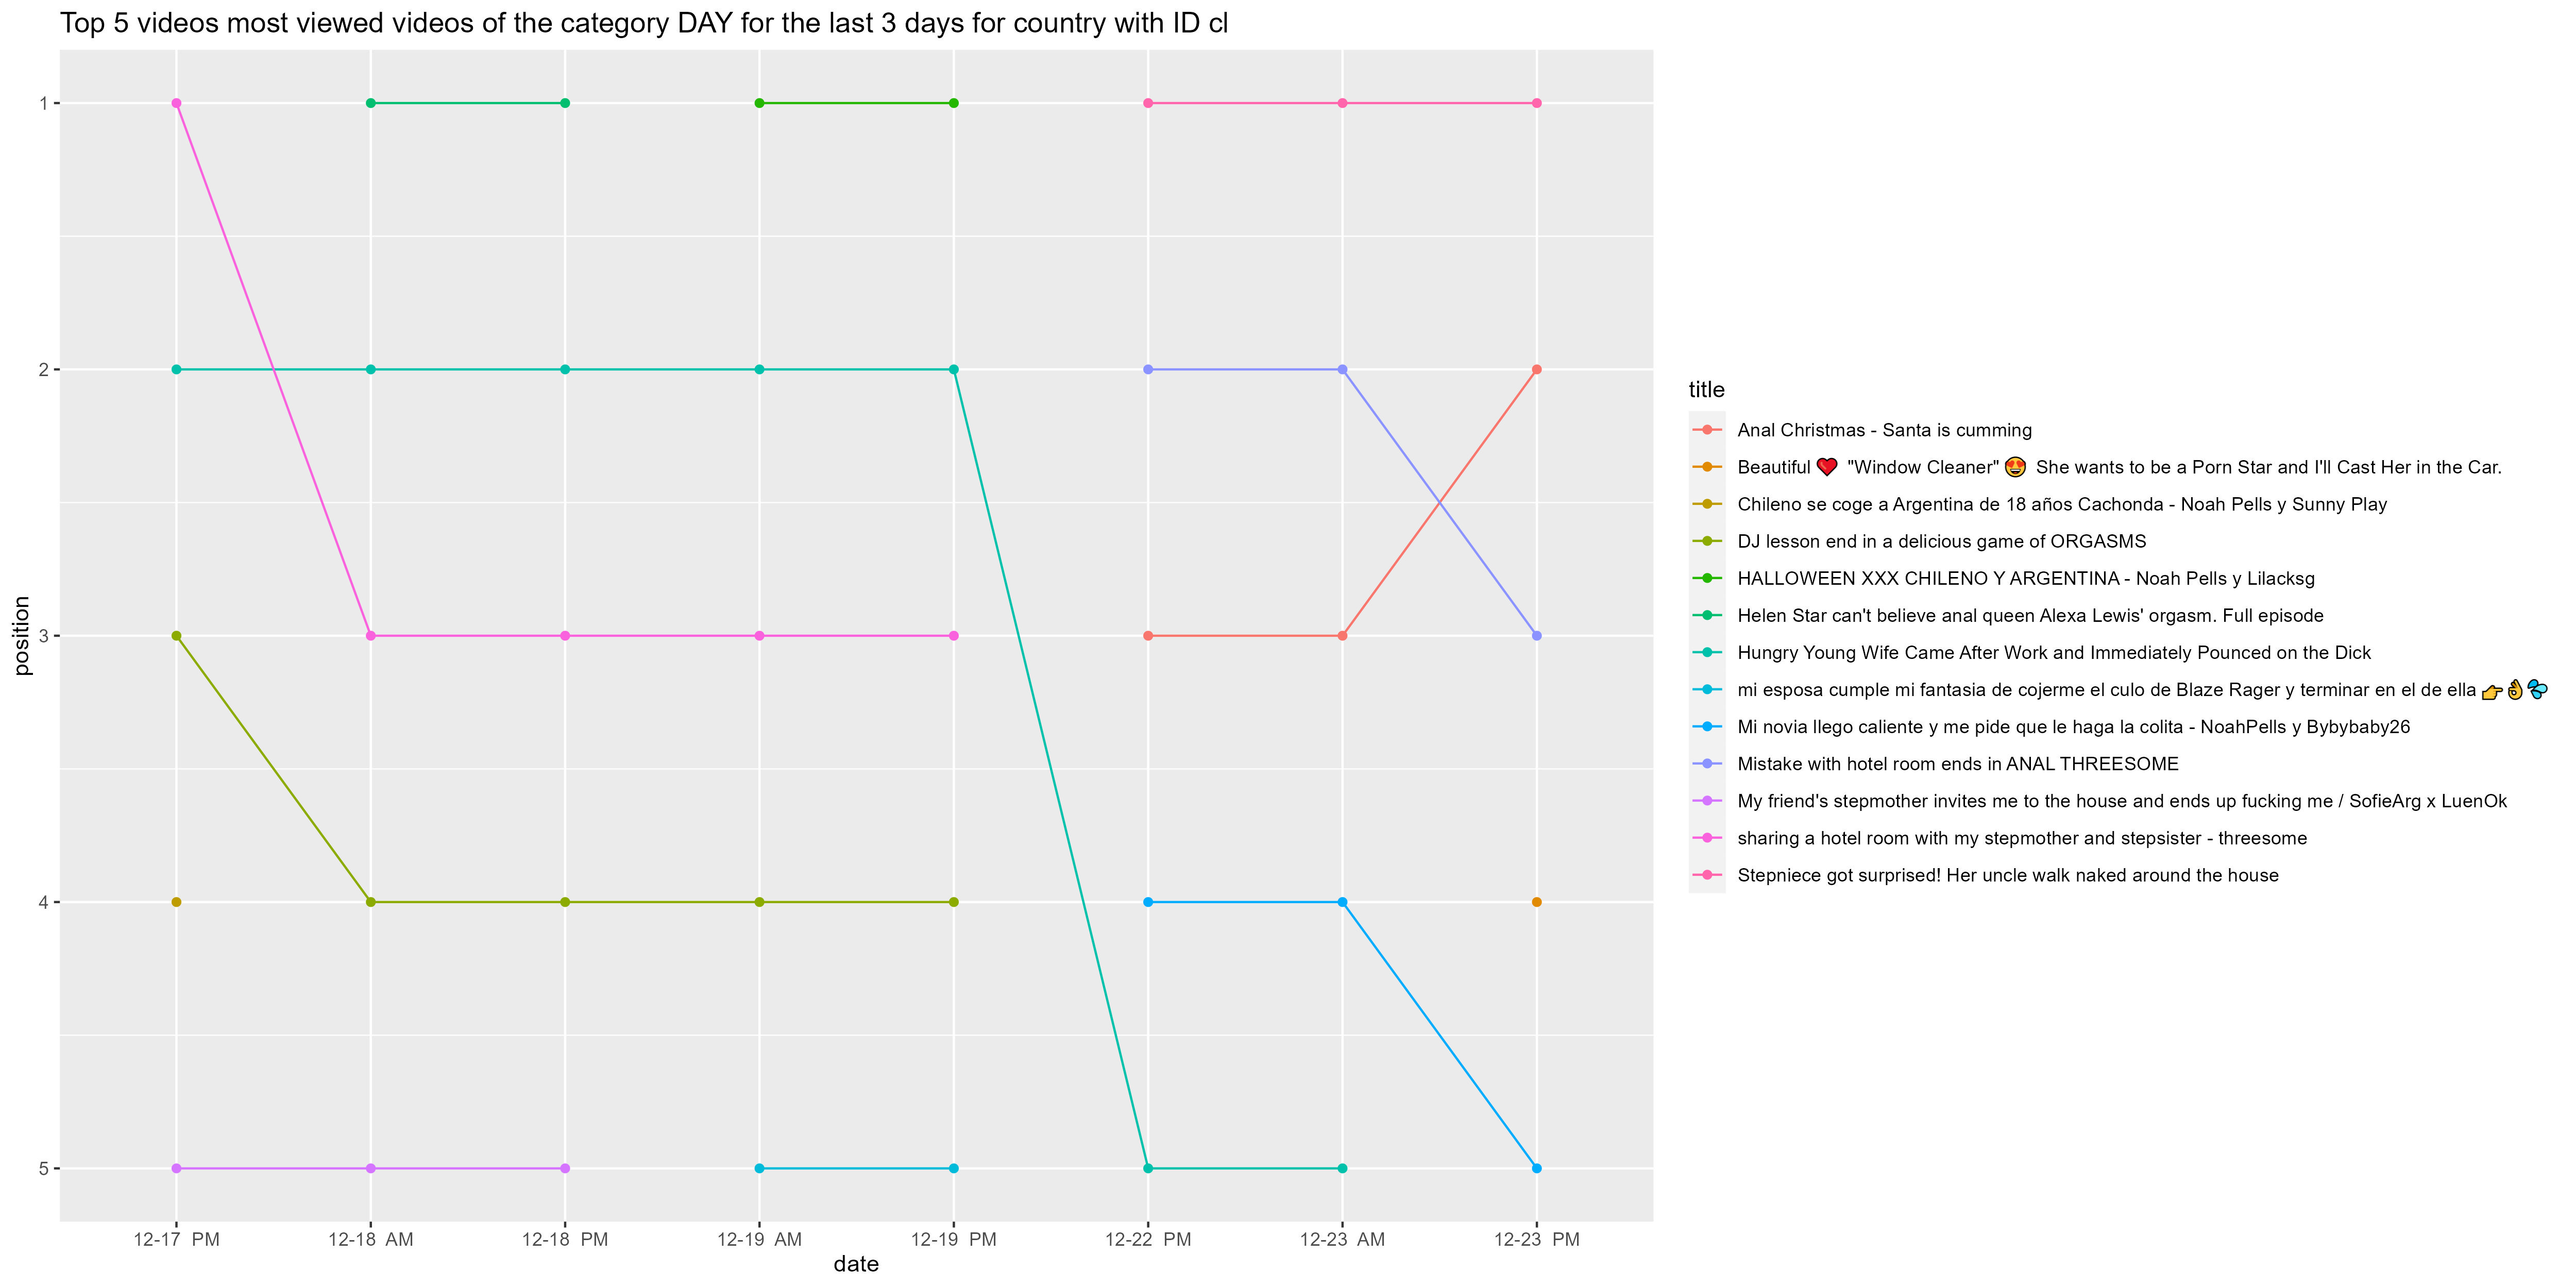 Top 5 videos most viewed videos of the category DAY for the last 3 days for country with ID cl
position
1
2
3
4
5
12-17 PM
12-18 AM
12-18 PM
12-19 AM
12-19 PM
12-22 PM
12-23 AM
12-23 PM
date
title
Anal Christmas - Santa is cumming
Beautiful ❤️ "Window Cleaner" 😍 She wants to be a Porn Star and I'll Cast Her in the Car.
Chileno se coge a Argentina de 18 años Cachonda - Noah Pells y Sunny Play
DJ lesson end in a delicious game of ORGASMS
HALLOWEEN XXX CHILENO Y ARGENTINA - Noah Pells y Lilacksg
Helen Star can't believe anal queen Alexa Lewis' orgasm. Full episode
Hungry Young Wife Came After Work and Immediately Pounced on the Dick
mi esposa cumple mi fantasia de cojerme el culo de Blaze Rager y terminar en el de ella 👉👌💦
Mi novia llego caliente y me pide que le haga la colita - NoahPells y Bybybaby26
Mistake with hotel room ends in ANAL THREESOME
My friend's stepmother invites me to the house and ends up fucking me / SofieArg x LuenOk
sharing a hotel room with my stepmother and stepsister - threesome
Stepniece got surprised! Her uncle walk naked around the house